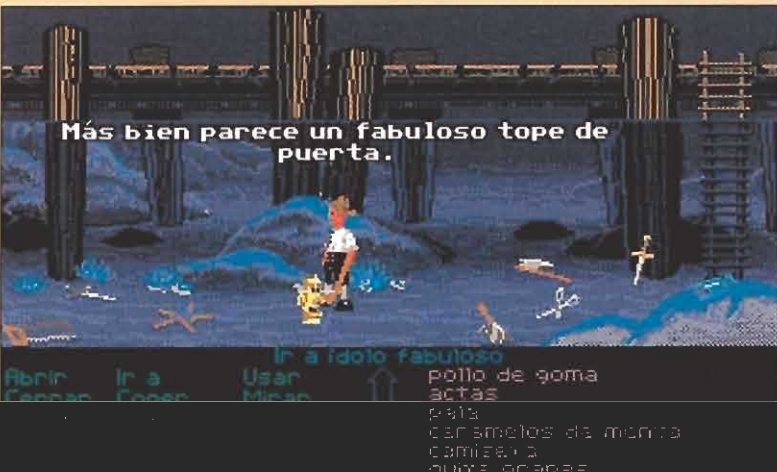 Más bien parece un fabuloso tope de
puerta.
Ir a ídolo fabuloso
Abrir Ir a Usar pollo de goma
Cerrar Coger Mirar actas
pala
caramelos de menta